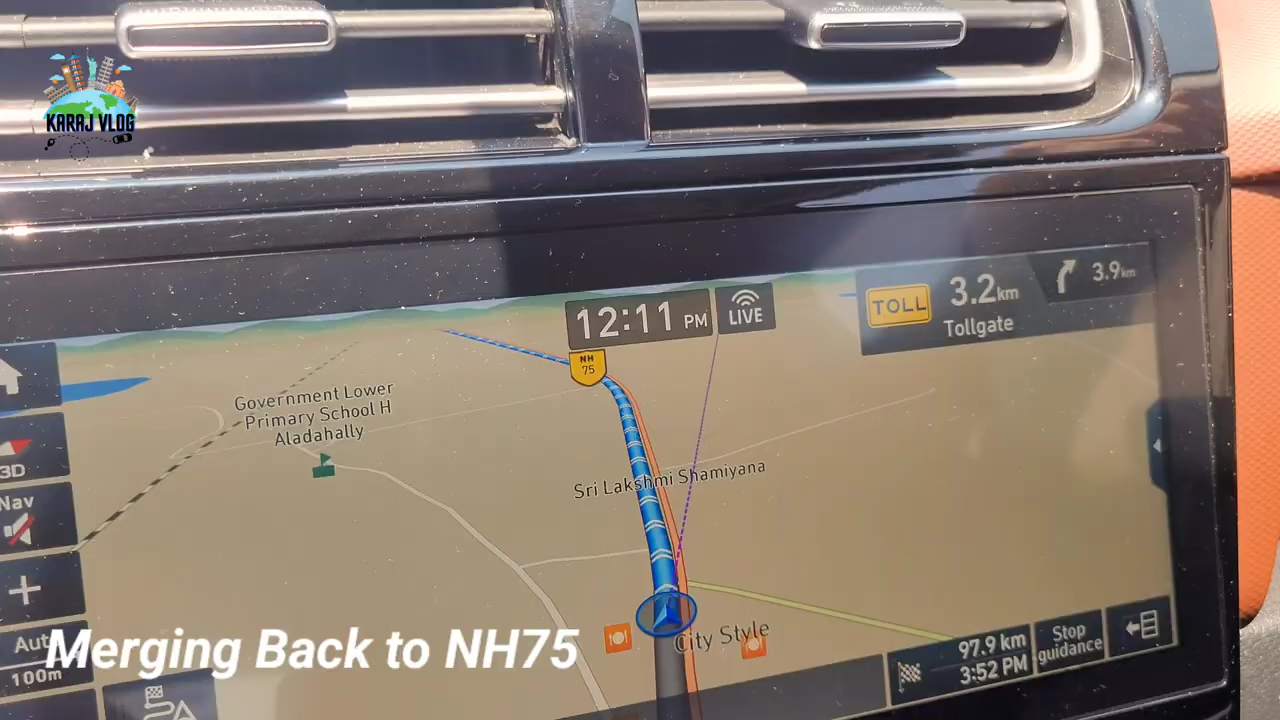 KARAJ VLOG
12:11 PM
LIVE
TOLL
3.2km
Tollgate
3.9km
NH
75
Government Lower
Primary School H
Aladahally
3D
Nav
Sri Lakshmi Shamiyana
City Style
Auto
100m
97.9 km
3:52 PM
Stop
guidance
Merging Back to NH75